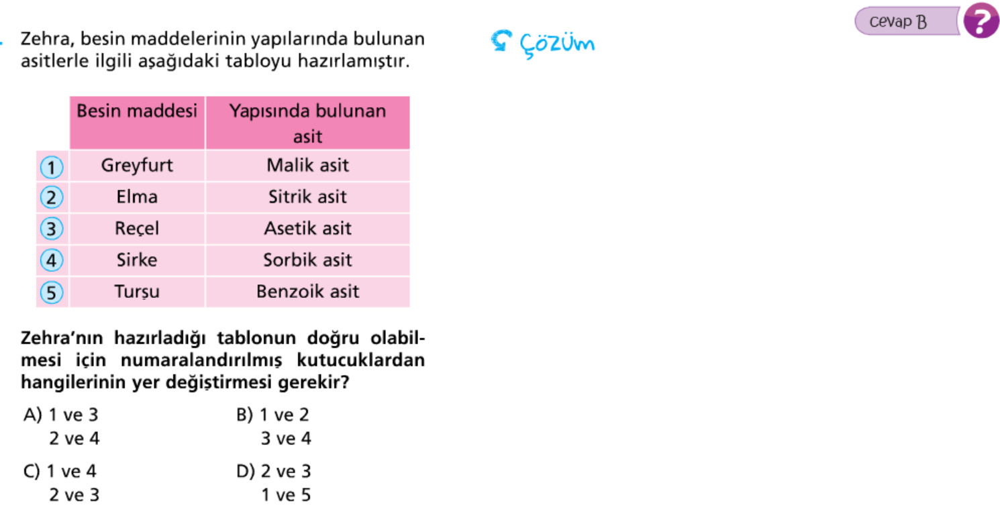 Zehra, besin maddelerinin yapılarında bulunan
asitlerle ilgili aşağıdaki tabloyu hazırlamıştır.
Besin maddesi Yapısında bulunan
asit
1 Greyfurt Malik asit
2 Elma Sitrik asit
3 Reçel Asetik asit
4 Sirke Sorbik asit
5 Turşu Benzoik asit
Zehra’nın hazırladığı tablonun doğru olabil-
mesi için numaralandırılmış kutucuklardan
hangilerinin yer değiştirmesi gerekir?
A) 1 ve 3 B) 1 ve 2
2 ve 4 3 ve 4
C) 1 ve 4 D) 2 ve 3
2 ve 3 1 ve 5
Çözüm
Cevap B ?